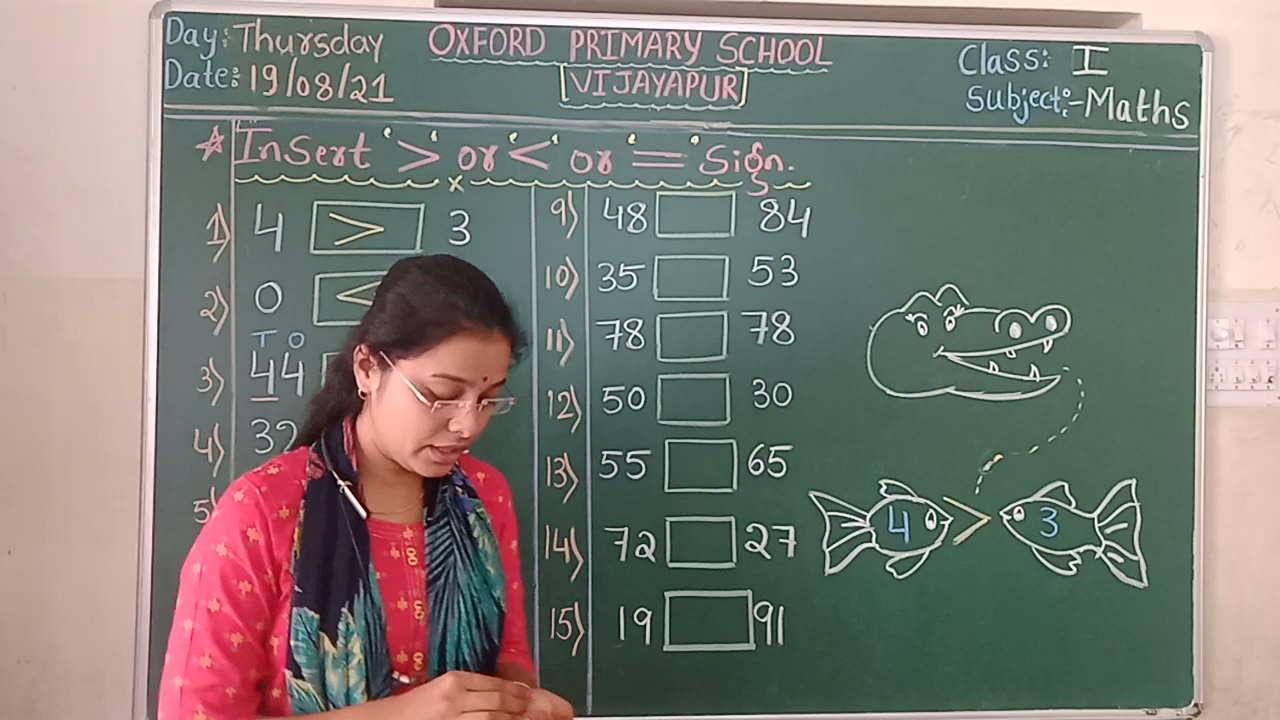 Day: Thursday
Date: 19/08/21
OXFORD PRIMARY SCHOOL
VIJAYAPUR
Class: I
Subject:- Maths
Insert '>' or '<' or '=' Sign.
1) 4 > 3
2) 0 <
T O
3) 44
4) 32
5)
9) 48 84
10) 35 53
11) 78 78
12) 50 30
13) 55 65
14) 72 27
15) 19 91
4 > 3